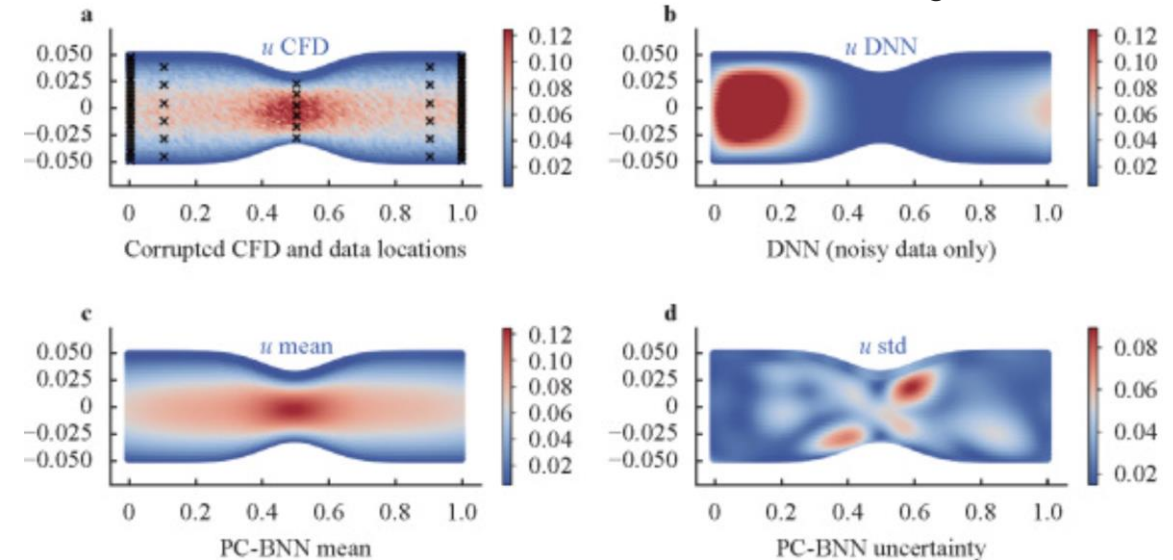 a
u CFD
0.050
0.025
0
−0.025
−0.050
0 0.2 0.4 0.6 0.8 1.0
0.12
0.10
0.08
0.06
0.04
0.02
Corrupted CFD and data locations
b
u DNN
0.050
0.025
0
−0.025
−0.050
0 0.2 0.4 0.6 0.8 1.0
0.12
0.10
0.08
0.06
0.04
0.02
DNN (noisy data only)
c
u mean
0.050
0.025
0
−0.025
−0.050
0 0.2 0.4 0.6 0.8 1.0
0.12
0.10
0.08
0.06
0.04
0.02
PC-BNN mean
d
u std
0.050
0.025
0
−0.025
−0.050
0 0.2 0.4 0.6 0.8 1.0
0.08
0.06
0.04
0.02
PC-BNN uncertainty